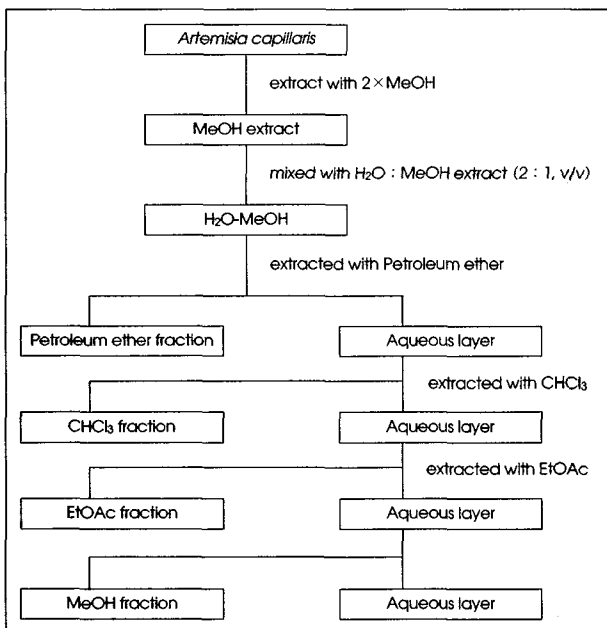 Artemisia capillaris
extract with 2×MeOH
MeOH extract
mixed with H₂O : MeOH extract (2 : 1, v/v)
H₂O-MeOH
extracted with Petroleum ether
Petroleum ether fraction
Aqueous layer
extracted with CHCl₃
CHCl₃ fraction
Aqueous layer
extracted with EtOAc
EtOAc fraction
Aqueous layer
MeOH fraction
Aqueous layer